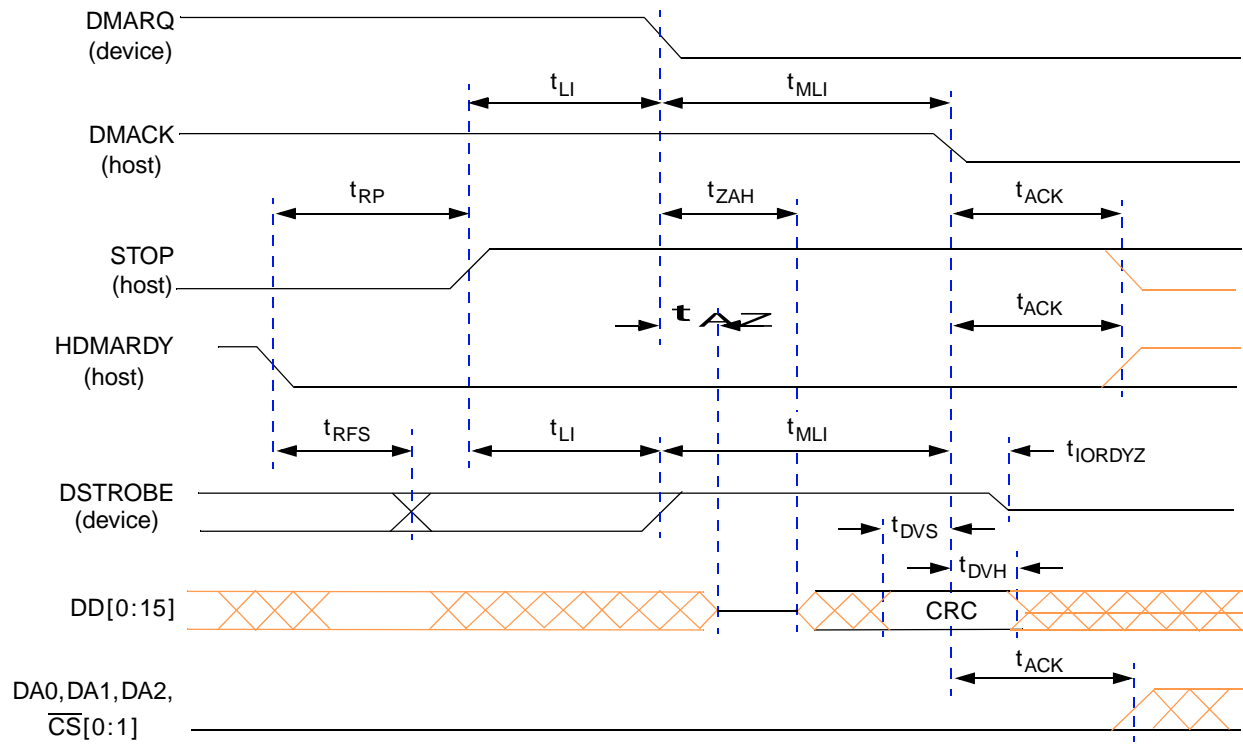 DMARQ
(device)
tLI
tMLI
DMACK
(host)
tRP
tZAH
tACK
STOP
(host)
tAZ
tACK
HDMARDY
(host)
tRFS
tLI
tMLI
tIORDYZ
DSTROBE
(device)
tDVS
tDVH
DD[0:15]
CRC
tACK
DA0,DA1,DA2,
C̅S̅[0:1]